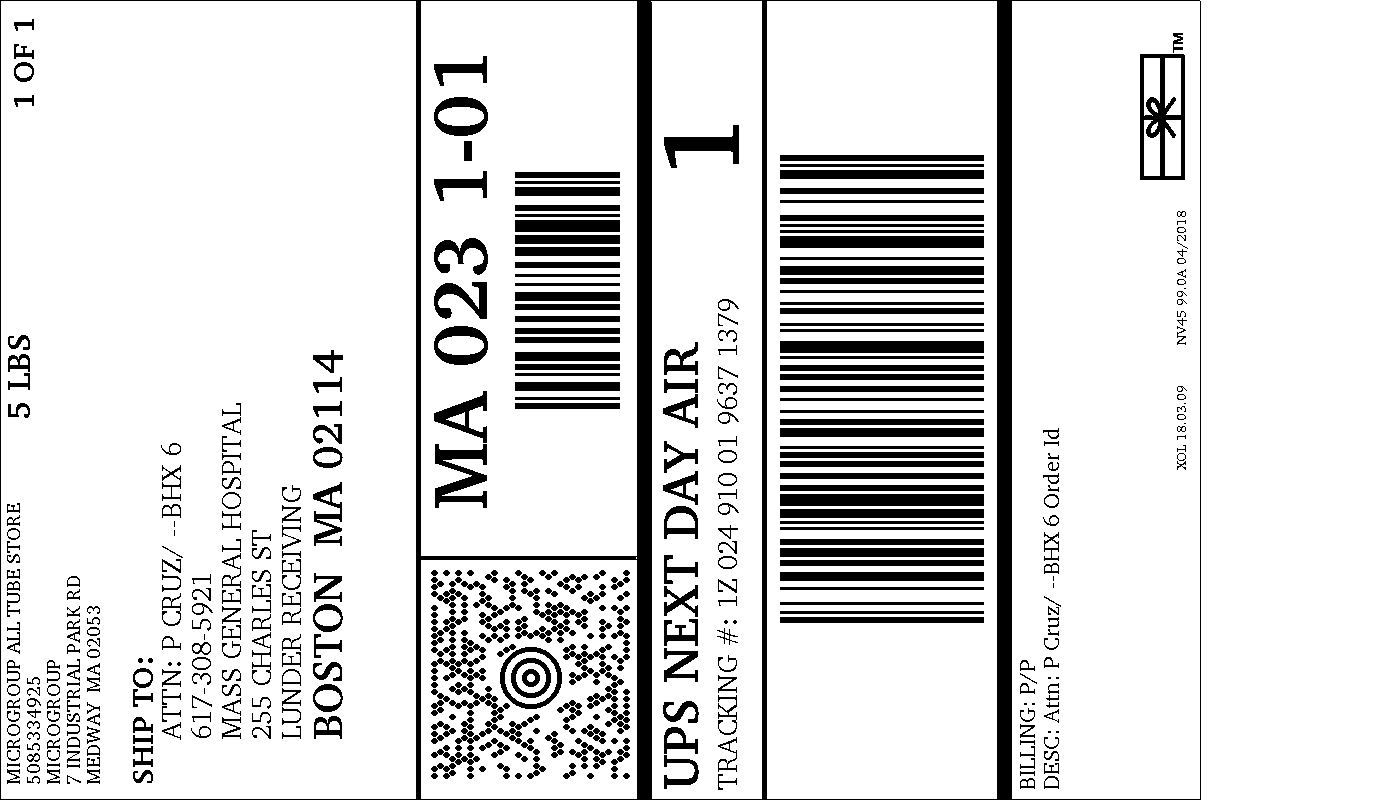 MICROGROUP ALL TUBE STORE
5085334925
MICROGROUP
7 INDUSTRIAL PARK RD
MEDWAY MA 02053
5 LBS
1 OF 1
SHIP TO:
ATTN: P CRUZ/ --BHX 6
617-308-5921
MASS GENERAL HOSPITAL
255 CHARLES ST
LUNDER RECEIVING
BOSTON MA 02114
MA 023 1-01
UPS NEXT DAY AIR
1
TRACKING #: 1Z 024 910 01 9637 1379
BILLING: P/P
DESC: Attn: P Cruz/ --BHX 6 Order Id
XOL 18.03.09 NV45 99.0A 04/2018
TM